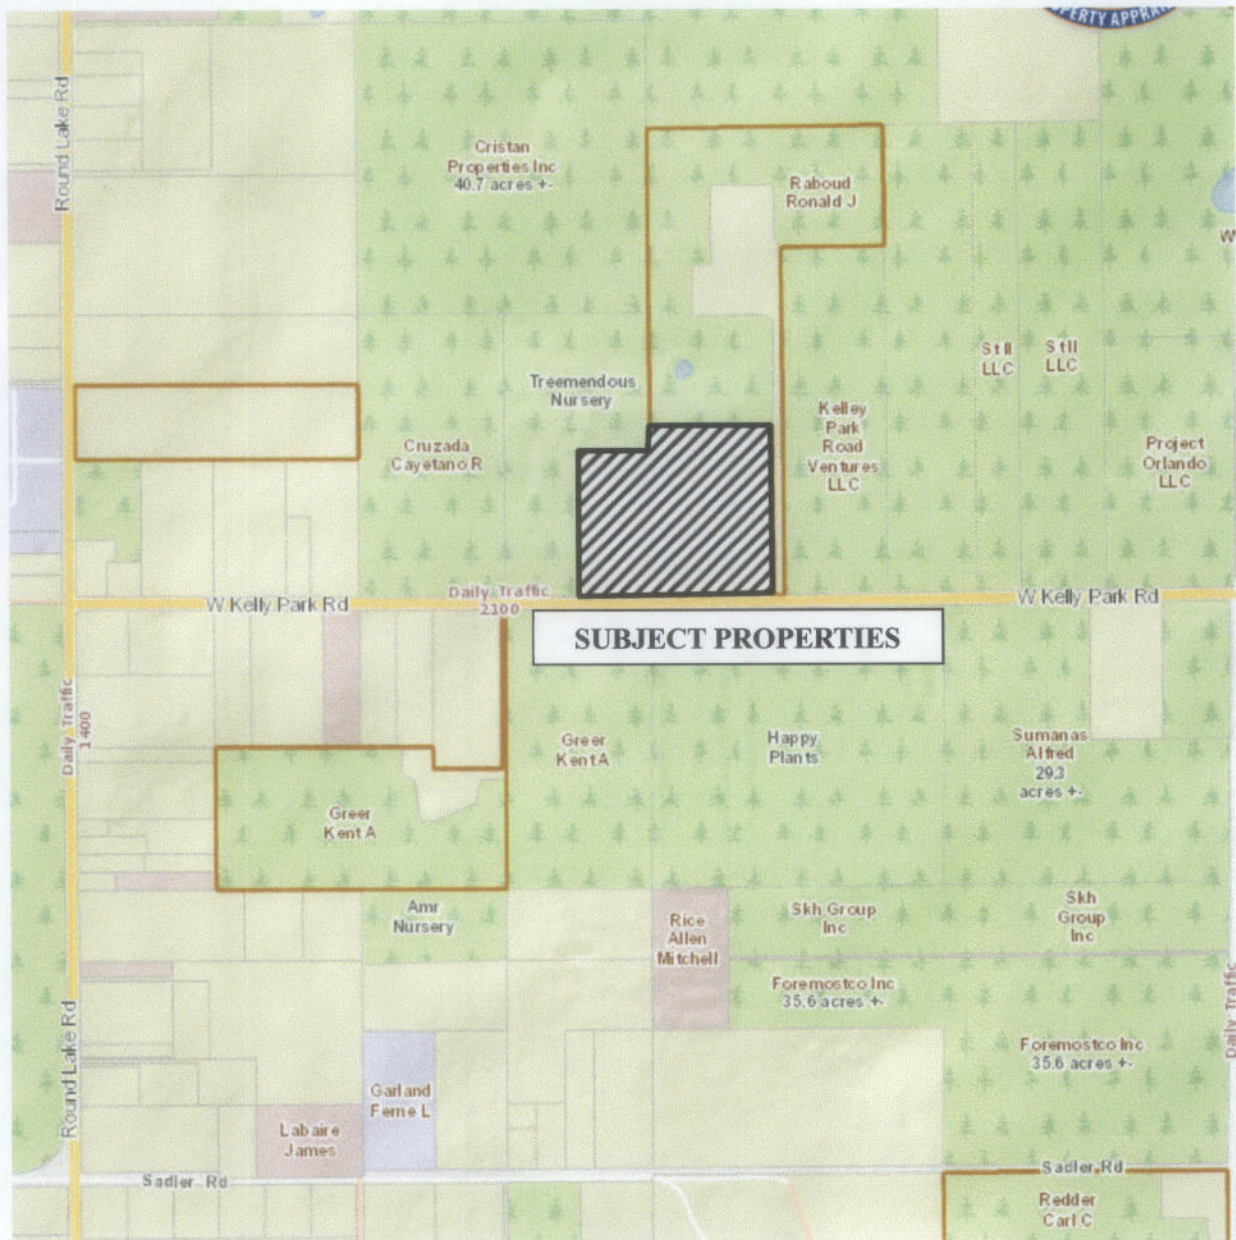 PERTY APPRA
Round Lake Rd
Cristan
Properties Inc
40.7 acres +-
Raboud
Ronald J
W
Treemendous
Nursery
Still
LLC
Still
LLC
Cruzada
Cayetano R
Kelley
Park
Road
Ventures
LLC
Project
Orlando
LLC
W Kelly Park Rd
Daily Traffic
2100
W Kelly Park Rd
SUBJECT PROPERTIES
Daily Traffic
1400
Greer
Kent A
Happy
Plants
Sumanas
Alfred
29.3
acres +-
Greer
Kent A
Amr
Nursery
Rice
Allen
Mitchell
Skh Group
Inc
Skh
Group
Inc
Foremostco Inc
35.6 acres +-
Daily Traffic
Round Lake Rd
Foremostco Inc
35.6 acres +-
Garland
Ferne L
Labaire
James
Sadler Rd
Sadler Rd
Redder
Carl C